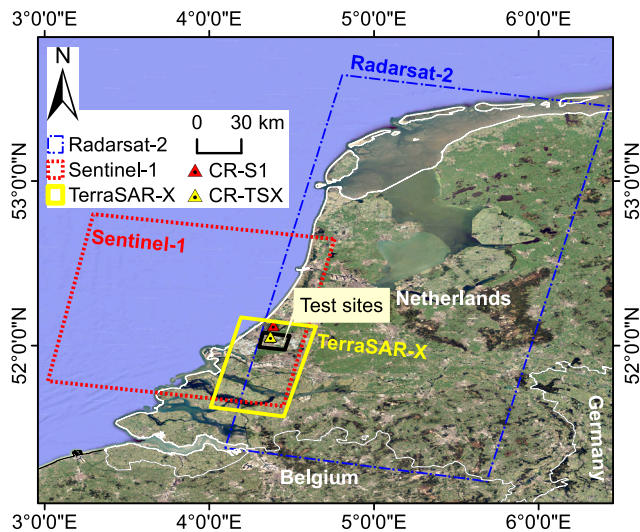 3°0'0"E 4°0'0"E 5°0'0"E 6°0'0"E
N
0 30 km
Radarsat-2
Sentinel-1
CR-S1
TerraSAR-X
CR-TSX
Radarsat-2
Sentinel-1
Test sites
Netherlands
TerraSAR-X
Germany
Belgium
53°0'0"N
52°0'0"N
53°0'0"N
52°0'0"N
3°0'0"E 4°0'0"E 5°0'0"E 6°0'0"E